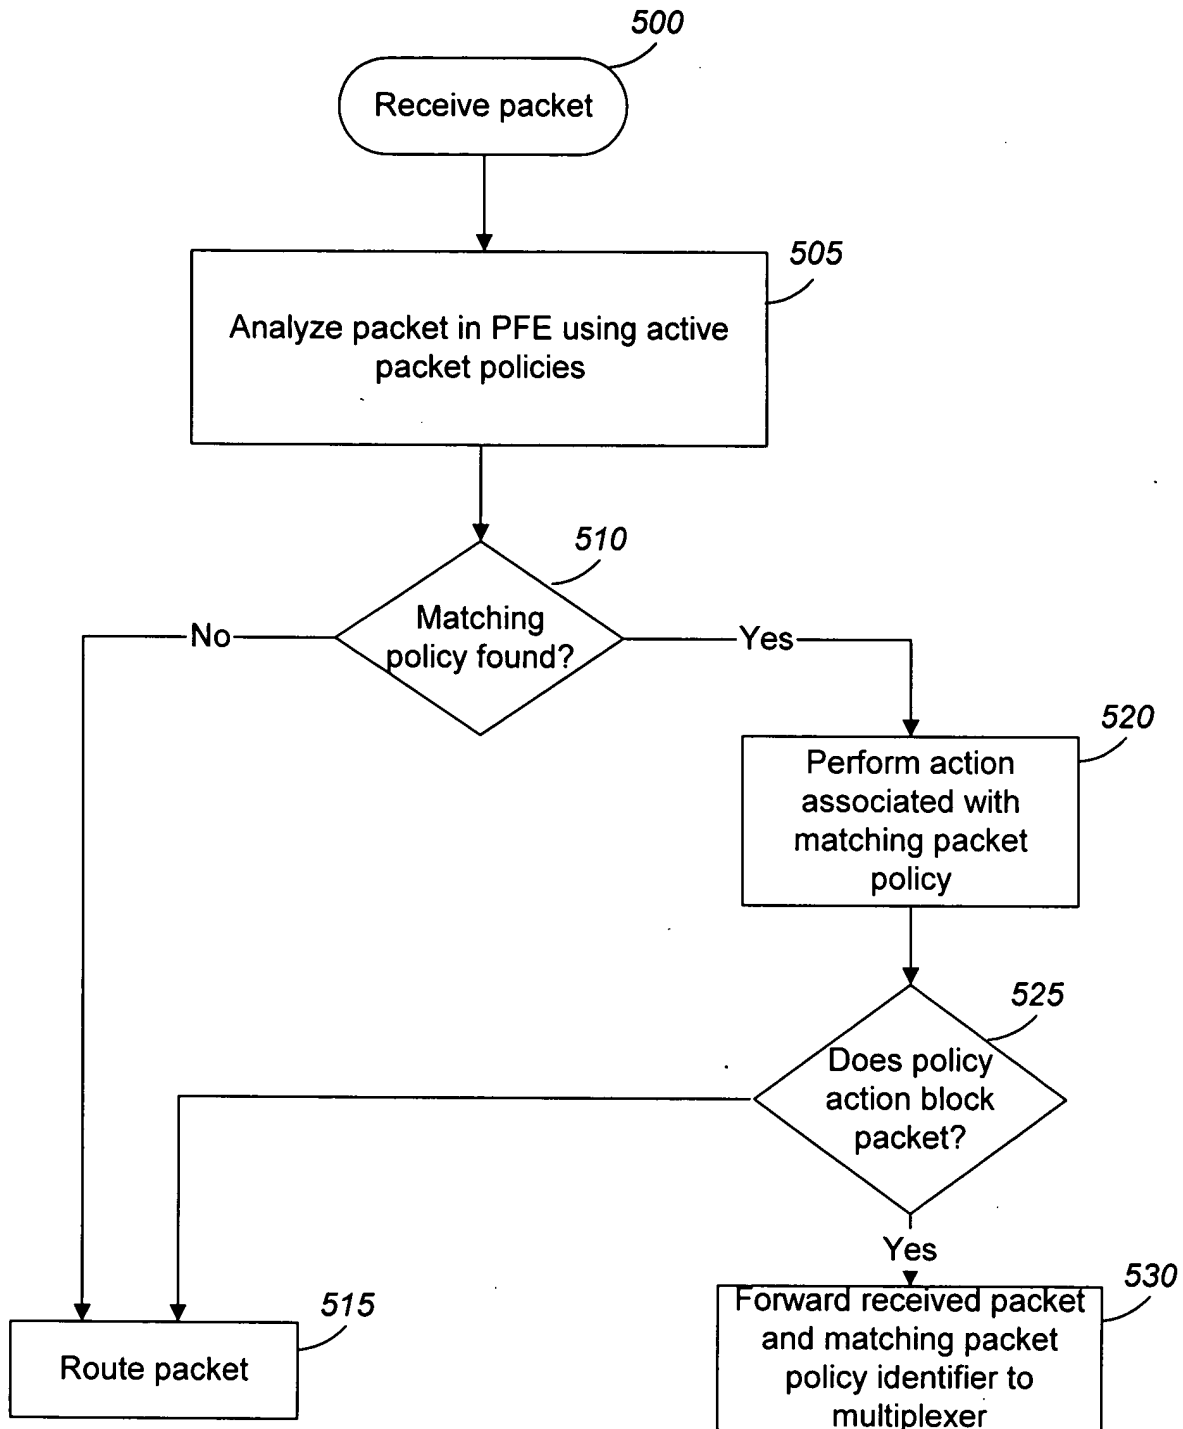 500
Receive packet
505
Analyze packet in PFE using active
packet policies
510
Matching
policy found?
No
Yes
520
Perform action
associated with
matching packet
policy
525
Does policy
action block
packet?
Yes
530
Forward received packet
and matching packet
policy identifier to
multiplexer
515
Route packet